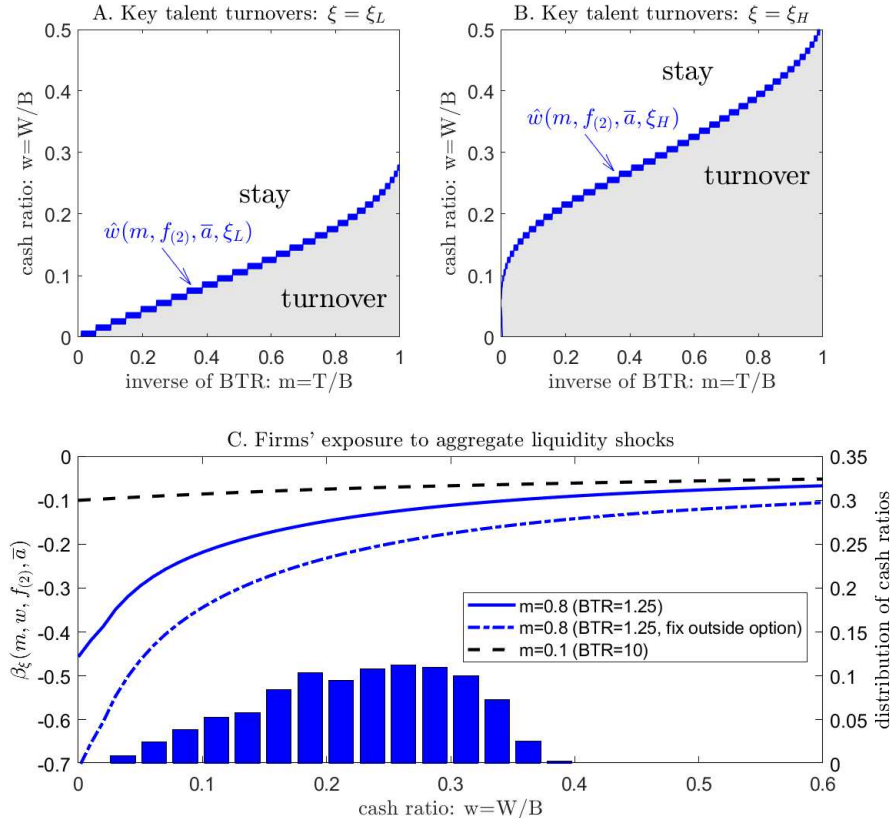 A. Key talent turnovers: ξ = ξ_L
cash ratio: w=W/B
0.5
0.4
0.3
0.2
0.1
0
stay
ŵ(m, f_(2), a̅, ξ_L)
turnover
0 0.2 0.4 0.6 0.8 1
inverse of BTR: m=T/B
B. Key talent turnovers: ξ = ξ_H
cash ratio: w=W/B
0.5
0.4
0.3
0.2
0.1
0
stay
ŵ(m, f_(2), a̅, ξ_H)
turnover
0 0.2 0.4 0.6 0.8 1
inverse of BTR: m=T/B
C. Firms' exposure to aggregate liquidity shocks
β_ξ(m, w, f_(2), a̅)
0
-0.1
-0.2
-0.3
-0.4
-0.5
-0.6
-0.7
m=0.8 (BTR=1.25)
m=0.8 (BTR=1.25, fix outside option)
m=0.1 (BTR=10)
0.35
0.3
0.25
0.2
0.15
0.1
0.05
0
distribution of cash ratios
0 0.1 0.2 0.3 0.4 0.5 0.6
cash ratio: w=W/B